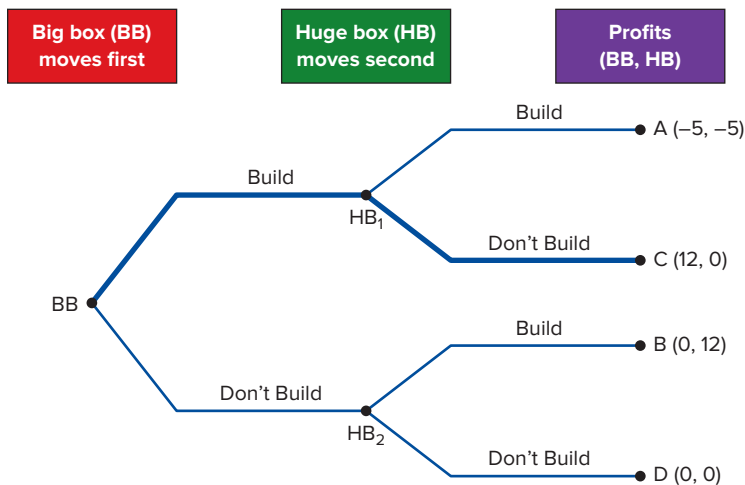 Big box (BB)
moves first
Huge box (HB)
moves second
Profits
(BB, HB)
Build
A (–5, –5)
Build
HB₁
Don't Build
C (12, 0)
BB
Build
B (0, 12)
Don't Build
HB₂
Don't Build
D (0, 0)